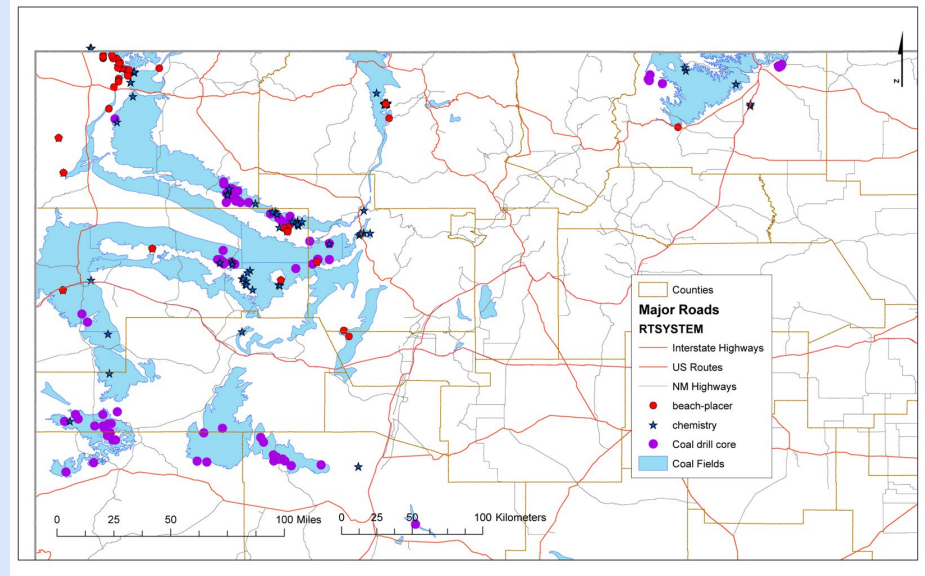 N
Counties
Major Roads
RTSYSTEM
Interstate Highways
US Routes
NM Highways
beach-placer
chemistry
Coal drill core
Coal Fields
0 25 50 100 Miles
0 25 50 100 Kilometers